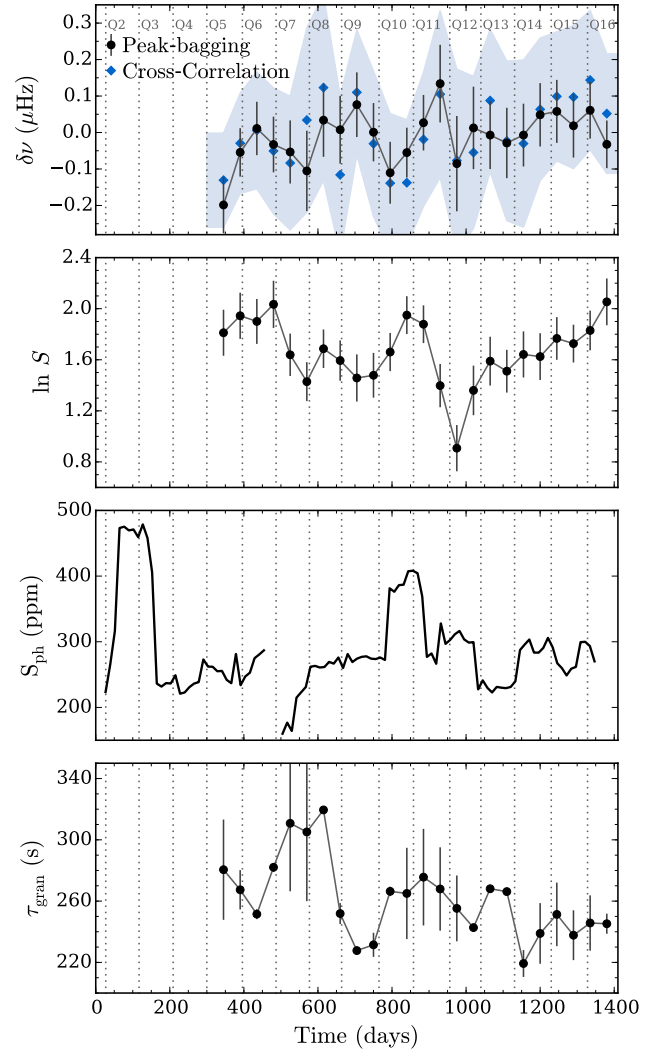 Q2 Q3 Q4 Q5 Q6 Q7 Q8 Q9 Q10 Q11 Q12 Q13 Q14 Q15 Q16
Peak-bagging
Cross-Correlation
0.3
0.2
0.1
0.0
−0.1
−0.2
δν (μHz)
2.4
2.0
1.6
1.2
0.8
ln S
500
400
300
200
S_ph (ppm)
340
300
260
220
τ_gran (s)
0 200 400 600 800 1000 1200 1400
Time (days)